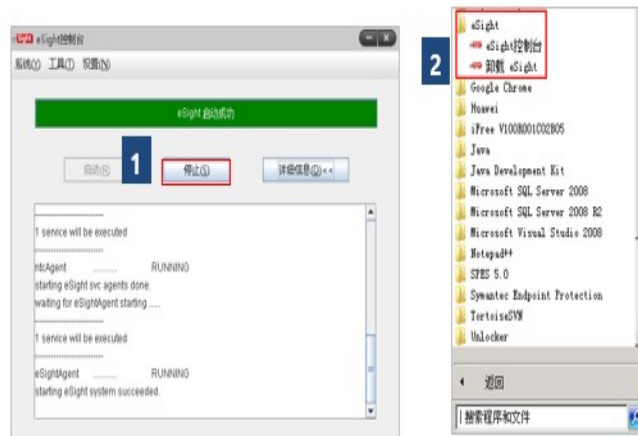 eSight控制台
系统(Y) 工具(T) 设置(N)
eSight 启动成功
启动(R)
1
停止(S)
详细信息(Q)<<
--------------------
1 service will be executed
--------------------
ntcAgent .......... RUNNING
starting eSight svc agents done.
waiting for eSightAgent starting ......
--------------------
1 service will be executed
--------------------
eSightAgent .......... RUNNING
starting eSight system succeeded.
2
eSight
eSight控制台
卸载 eSight
Google Chrome
Huawei
iFree V100R001C02B05
Java
Java Development Kit
Microsoft SQL Server 2008
Microsoft SQL Server 2008 R2
Microsoft Visual Studio 2008
Notepad++
SPES 5.0
Symantec Endpoint Protection
TortoiseSVN
Unlocker
返回
搜索程序和文件